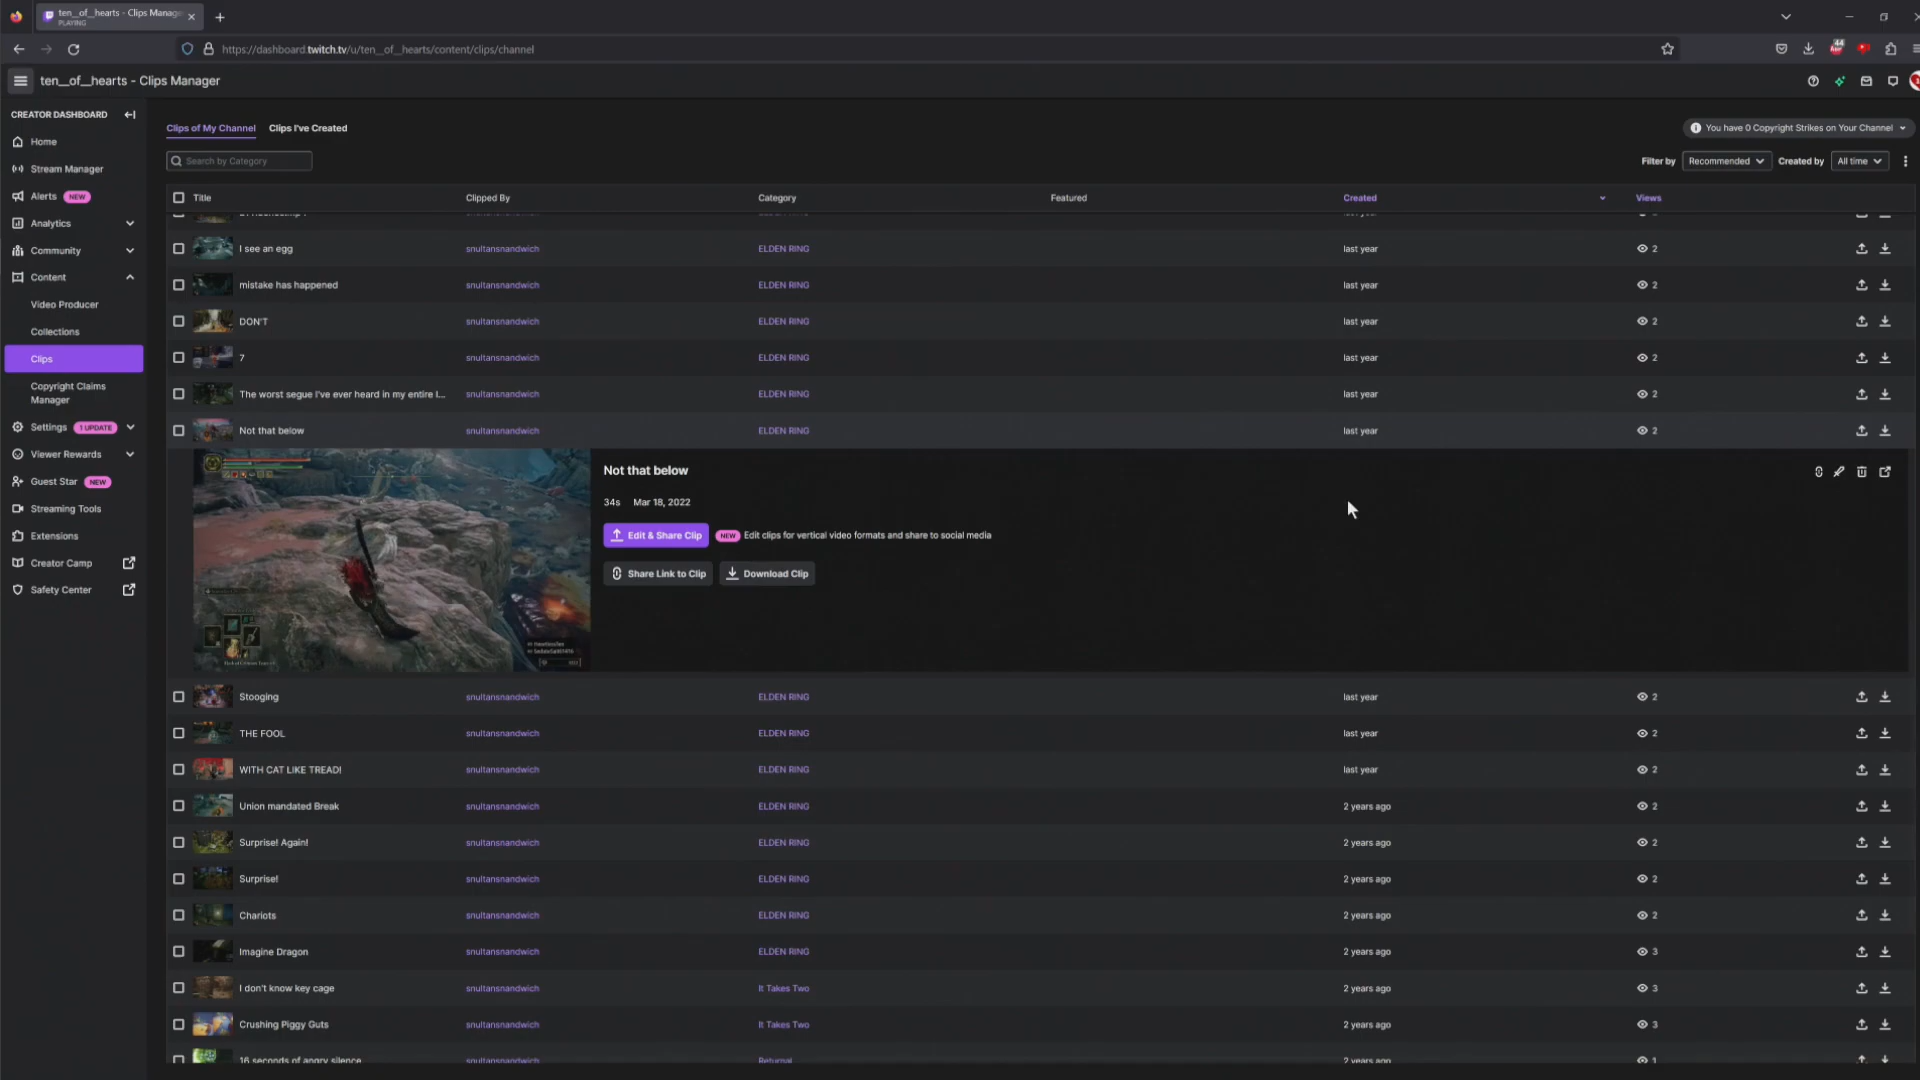 ten__of__hearts - Clips Manage
PLAYING
https://dashboard.twitch.tv/u/ten__of__hearts/content/clips/channel
44
ten__of__hearts - Clips Manager
CREATOR DASHBOARD
Home
Stream Manager
Alerts NEW
Analytics
Community
Content
Video Producer
Collections
Clips
Copyright Claims
Manager
Settings 1 UPDATE
Viewer Rewards
Guest Star NEW
Streaming Tools
Extensions
Creator Camp
Safety Center
Clips of My Channel Clips I've Created
You have 0 Copyright Strikes on Your Channel
Search by Category
Filter by Recommended Created by All time
Title Clipped By Category Featured Created Views
I see an egg snultansnandwich ELDEN RING last year 2
mistake has happened snultansnandwich ELDEN RING last year 2
DON'T snultansnandwich ELDEN RING last year 2
7 snultansnandwich ELDEN RING last year 2
The worst segue I've ever heard in my entire l... snultansnandwich ELDEN RING last year 2
Not that below snultansnandwich ELDEN RING last year 2
Not that below
34s Mar 18, 2022
Edit & Share Clip NEW Edit clips for vertical video formats and share to social media
Share Link to Clip Download Clip
Stooging snultansnandwich ELDEN RING last year 2
THE FOOL snultansnandwich ELDEN RING last year 2
WITH CAT LIKE TREAD! snultansnandwich ELDEN RING last year 2
Union mandated Break snultansnandwich ELDEN RING 2 years ago 2
Surprise! Again! snultansnandwich ELDEN RING 2 years ago 2
Surprise! snultansnandwich ELDEN RING 2 years ago 2
Chariots snultansnandwich ELDEN RING 2 years ago 2
Imagine Dragon snultansnandwich ELDEN RING 2 years ago 3
I don't know key cage snultansnandwich It Takes Two 2 years ago 3
Crushing Piggy Guts snultansnandwich It Takes Two 2 years ago 3
16 seconds of angry silence snultansnandwich Returnal 2 years ago 1